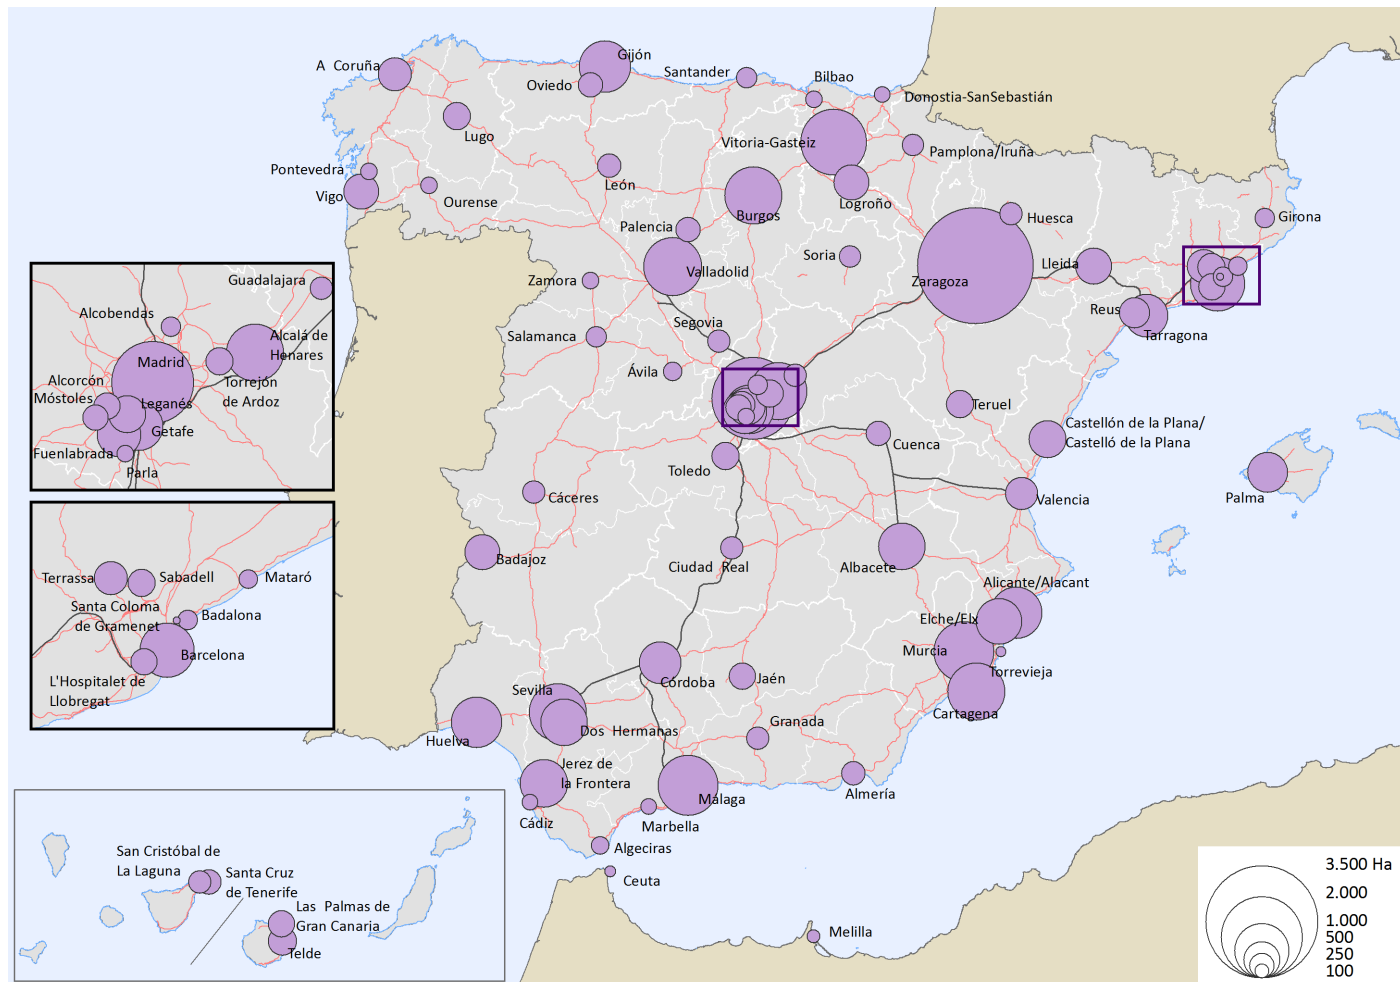 Gijón
A Coruña
Santander
Bilbao
Oviedo
Donostia-SanSebastián
Lugo
Vitoria-Gasteiz
Pamplona/Iruña
Pontevedra
León
Vigo
Ourense
Logroño
Burgos
Huesca
Girona
Palencia
Soria
Lleida
Valladolid
Zamora
Zaragoza
Guadalajara
Reus
Alcobendas
Segovia
Salamanca
Tarragona
Alcalá de
Henares
Madrid
Ávila
Alcorcón
Torrejón
de Ardoz
Móstoles
Leganés
Teruel
Getafe
Castellón de la Plana/
Castelló de la Plana
Cuenca
Fuenlabrada
Parla
Toledo
Cáceres
Valencia
Palma
Badajoz
Ciudad Real
Albacete
Terrassa
Sabadell
Mataró
Alicante/Alacant
Santa Coloma
de Gramenet
Badalona
Elche/Elx
Barcelona
Murcia
Torrevieja
L'Hospitalet de
Llobregat
Córdoba
Jaén
Sevilla
Cartagena
Dos Hermanas
Granada
Huelva
Jerez de
la Frontera
Málaga
Almería
Cádiz
Marbella
Algeciras
San Cristóbal de
La Laguna
Santa Cruz
de Tenerife
Ceuta
Las Palmas de
Gran Canaria
Telde
Melilla
3.500 Ha
2.000
1.000
500
250
100